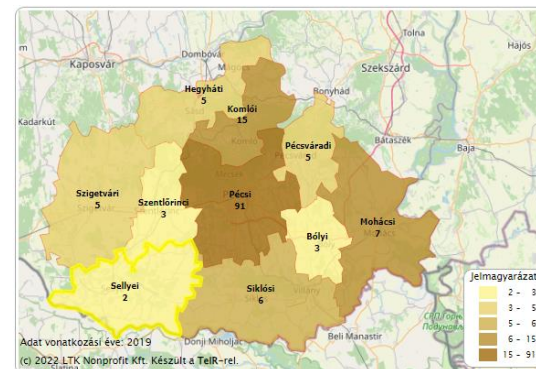 Tolna
Hajós
Dombóvá
Kaposvár
Szekszárd
Hegyháti
5
Bonyhád
Komlói
15
Kadarkút
Bátaszék
Pécsváradi
5
Baja
Szigetvári
5
Pécsi
91
Szentlőrinci
3
Mohácsi
7
Bólyi
3
Sellyei
2
Siklósi
6
Jelmagyarázat
2 - 3
3 - 5
5 - 6
6 - 15
15 - 91
Adat vonatkozási éve: 2019
Donji Miholjac
Beli Manastir
(c) 2022 LTK Nonprofit Kft. Készült a TeIR-rel.
Slatina